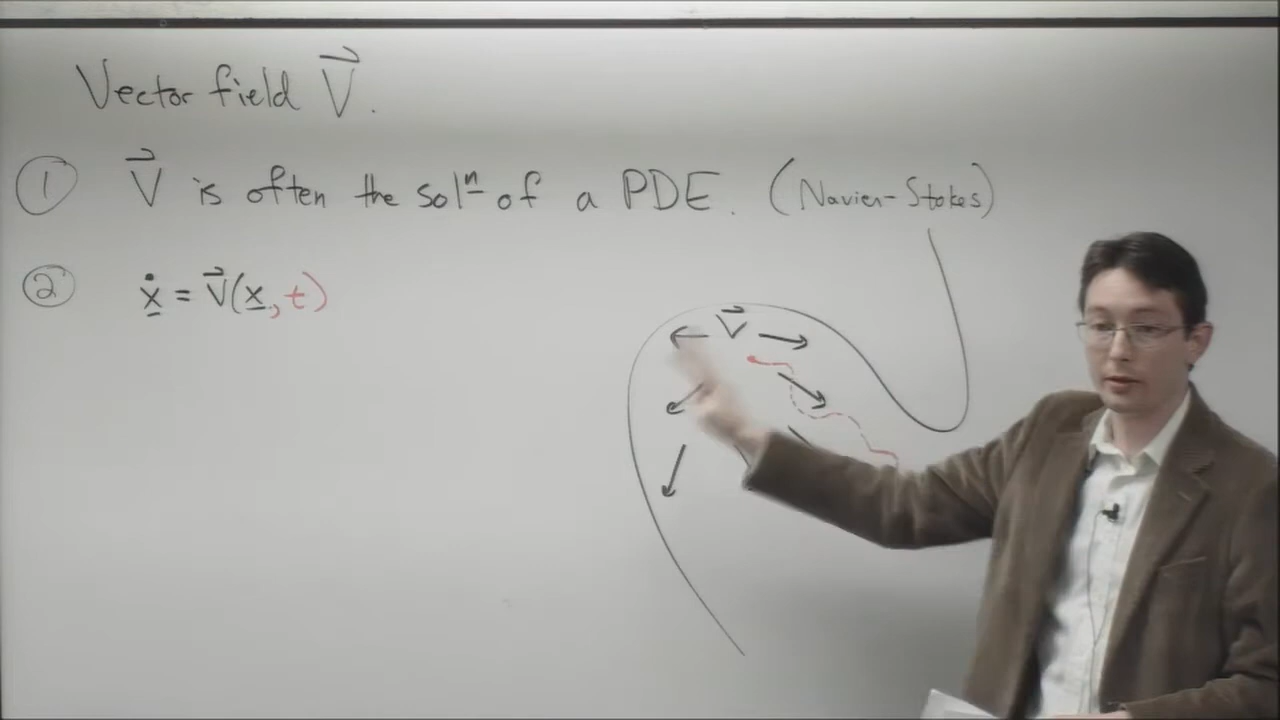 Vector field V⃗.
① V⃗ is often the solⁿ of a PDE. (Navier-Stokes)
② ẋ = V⃗(x, t)
V⃗